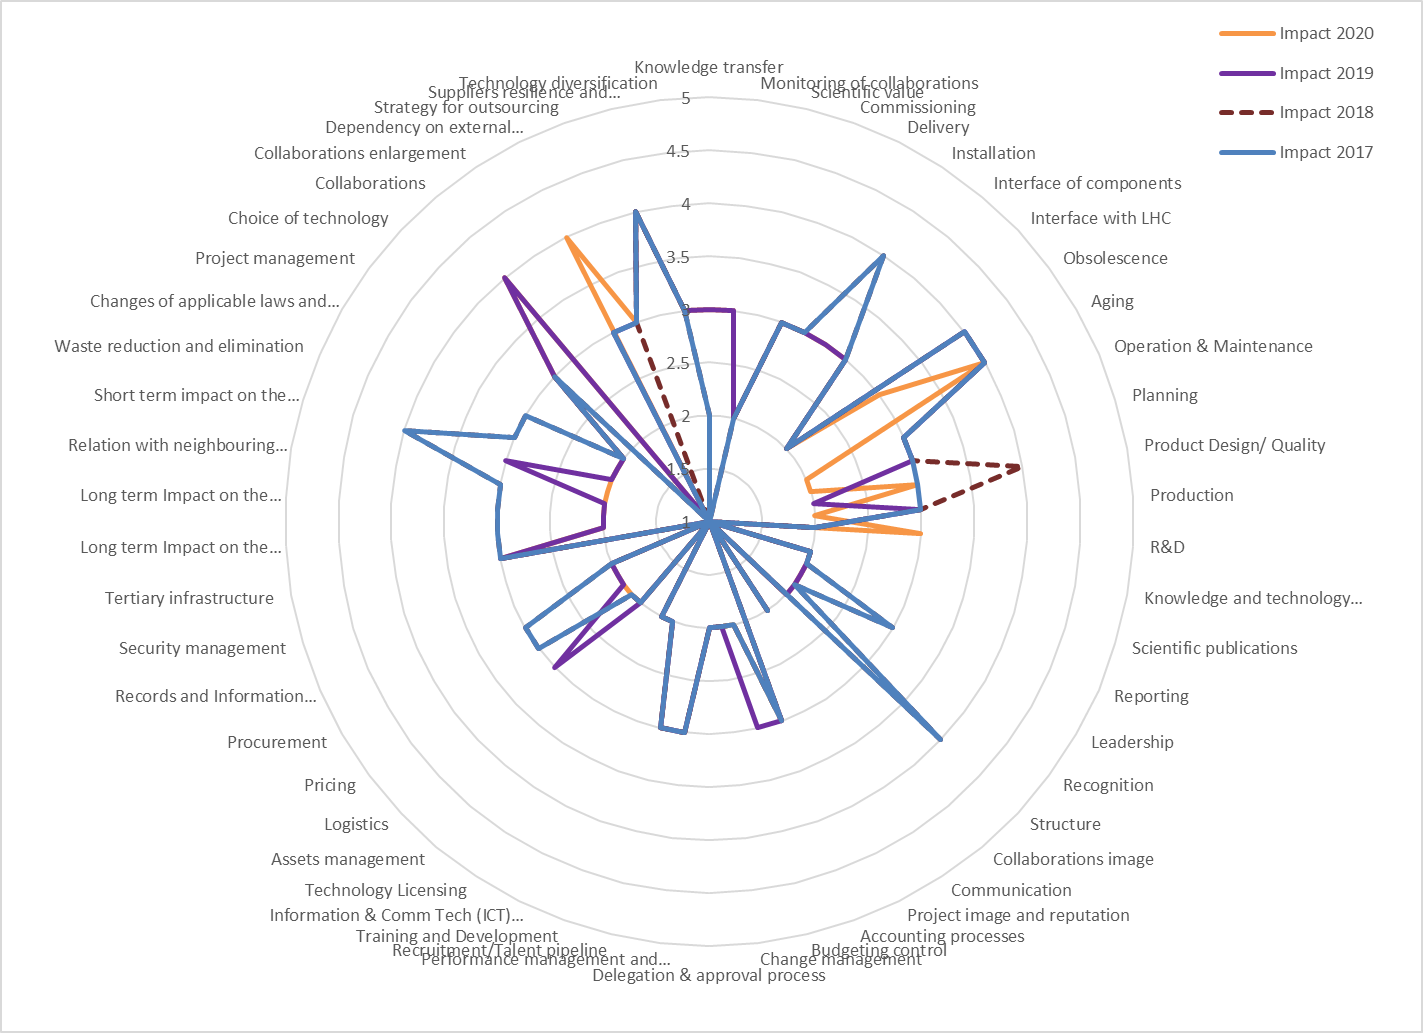 Impact 2020
Impact 2019
Impact 2018
Impact 2017
Knowledge transfer
Monitoring of collaborations
Scientific value
Commissioning
Delivery
Installation
Interface of components
Interface with LHC
Obsolescence
Aging
Operation & Maintenance
Planning
Product Design/ Quality
Production
R&D
Knowledge and technology...
Scientific publications
Reporting
Leadership
Recognition
Structure
Collaborations image
Communication
Project image and reputation
Accounting processes
Budgeting control
Change management
Delegation & approval process
Performance management and...
Recruitment/Talent pipeline
Training and Development
Information & Comm Tech (ICT)...
Technology Licensing
Assets management
Logistics
Pricing
Procurement
Records and Information...
Security management
Tertiary infrastructure
Long term Impact on the...
Long term Impact on the...
Relation with neighbouring...
Short term impact on the...
Waste reduction and elimination
Changes of applicable laws and...
Project management
Choice of technology
Collaborations
Collaborations enlargement
Dependency on external...
Strategy for outsourcing
Suppliers resilience and...
Technology diversification
5
4.5
4
3.5
3
2.5
2
1.5
1